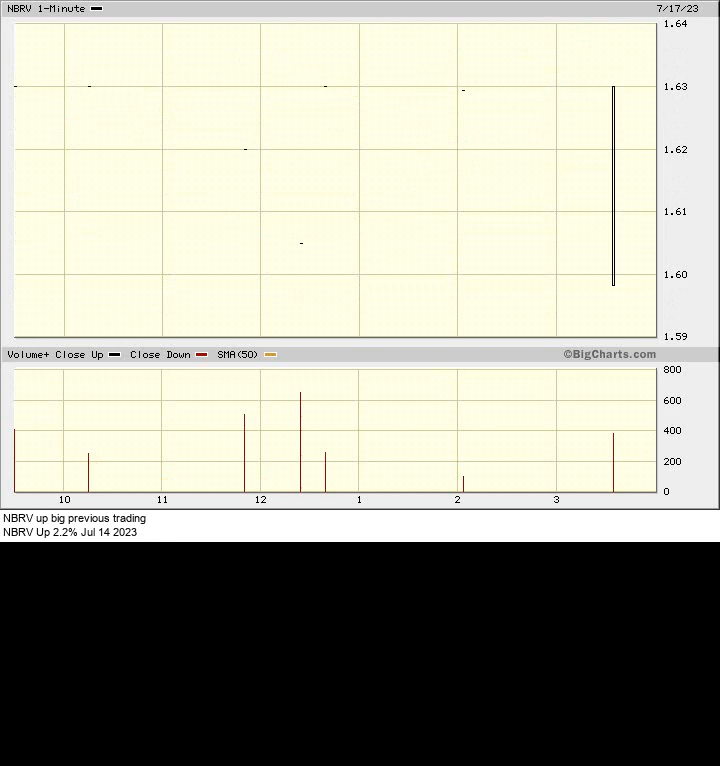 NBRV 1-Minute 7/17/23
1.64
1.63
1.62
1.61
1.60
1.59
Volume+ Close Up Close Down SMA(50) ©BigCharts.com
800
600
400
200
0
10 11 12 1 2 3
NBRV up big previous trading
NBRV Up 2.2% Jul 14 2023